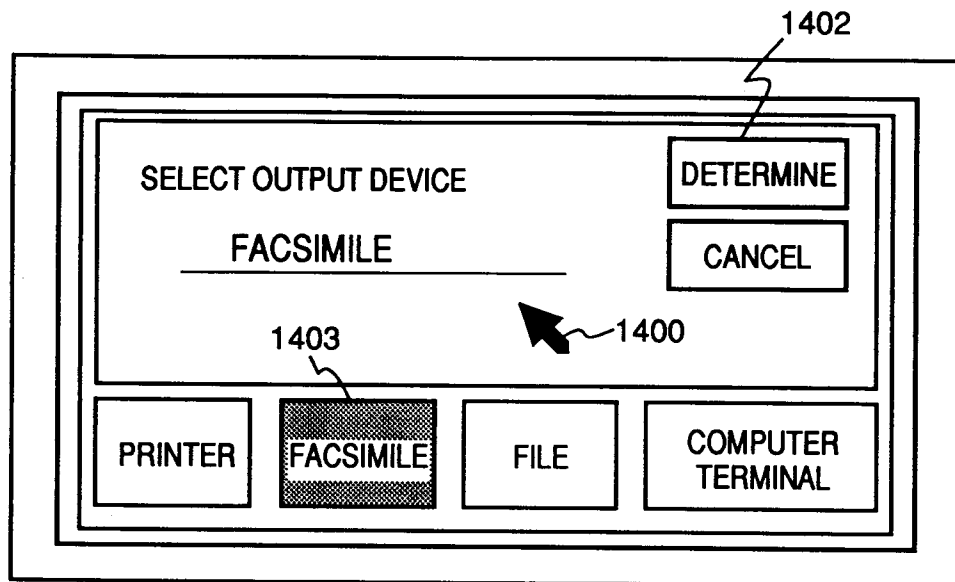 1402
SELECT OUTPUT DEVICE
DETERMINE
FACSIMILE
CANCEL
1400
1403
PRINTER
FACSIMILE
FILE
COMPUTER
TERMINAL